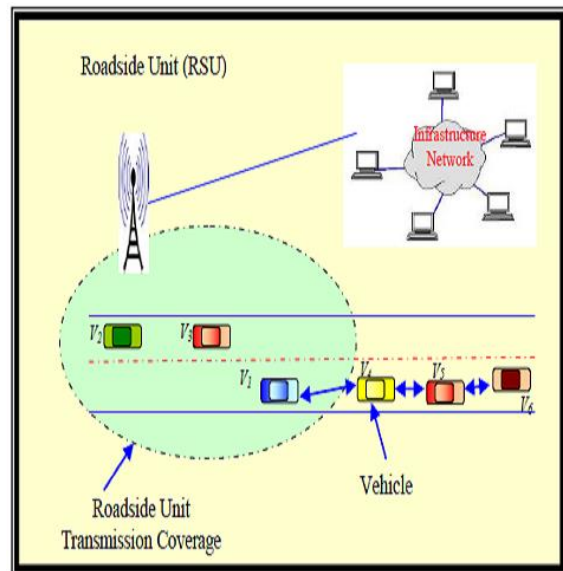 Roadside Unit (RSU)
Infrastructure
Network
V2
V3
V1
V4
V5
V6
Vehicle
Roadside Unit
Transmission Coverage